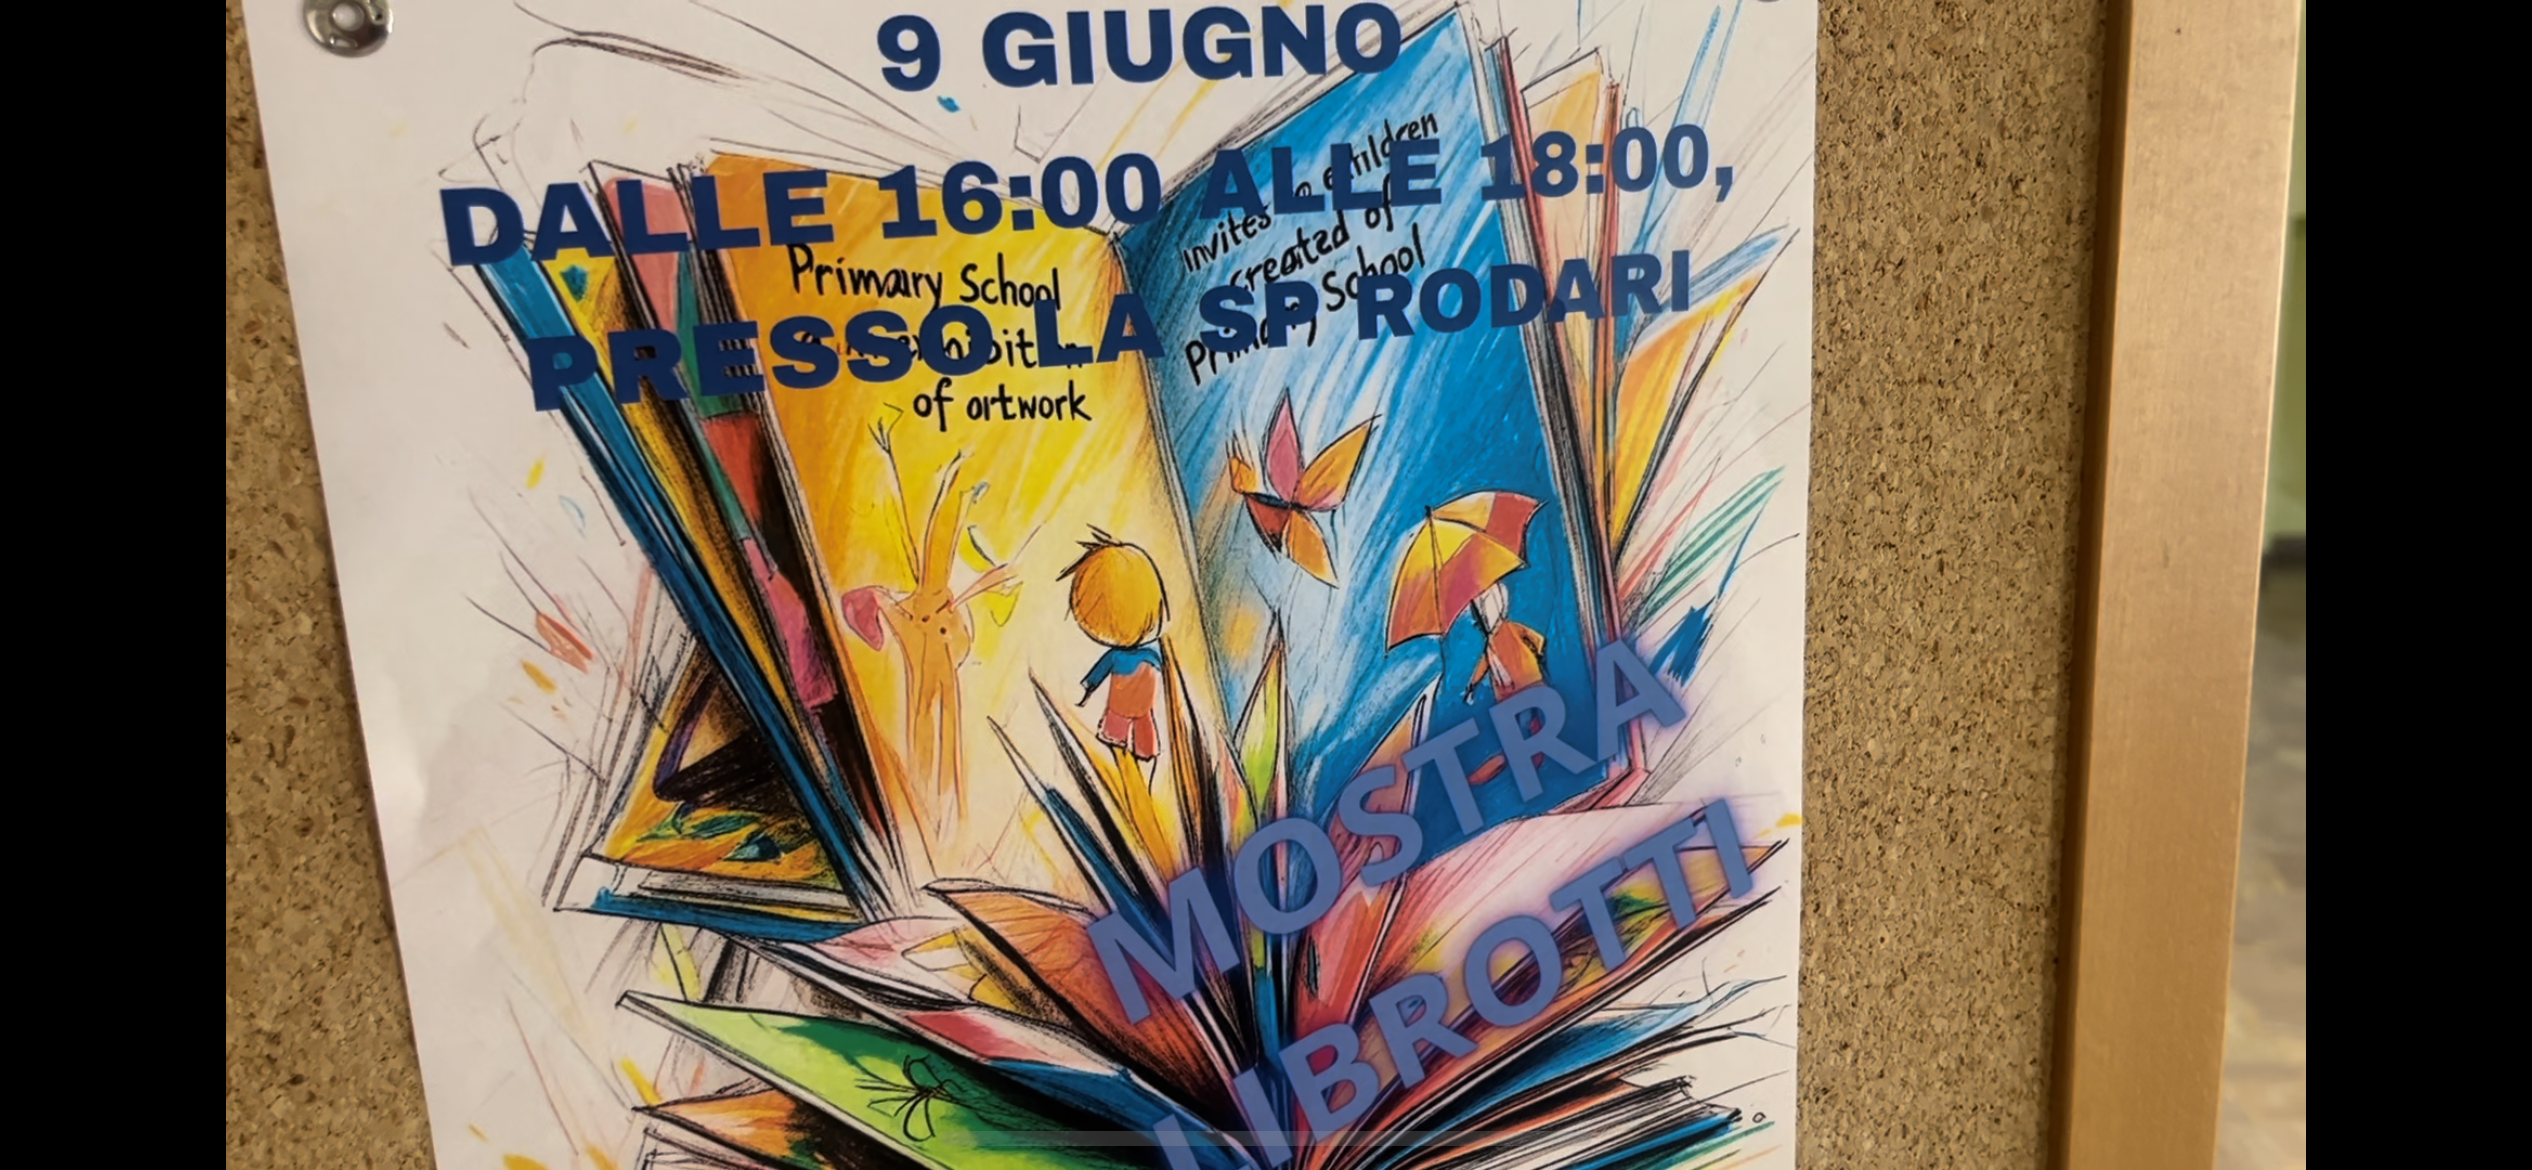 9 GIUGNO
DALLE 16:00 ALLE 18:00,
PRESSO LA SP RODARI
Primary School
of artwork
Invites children
created of
School
MOSTRA
LIBROTTI